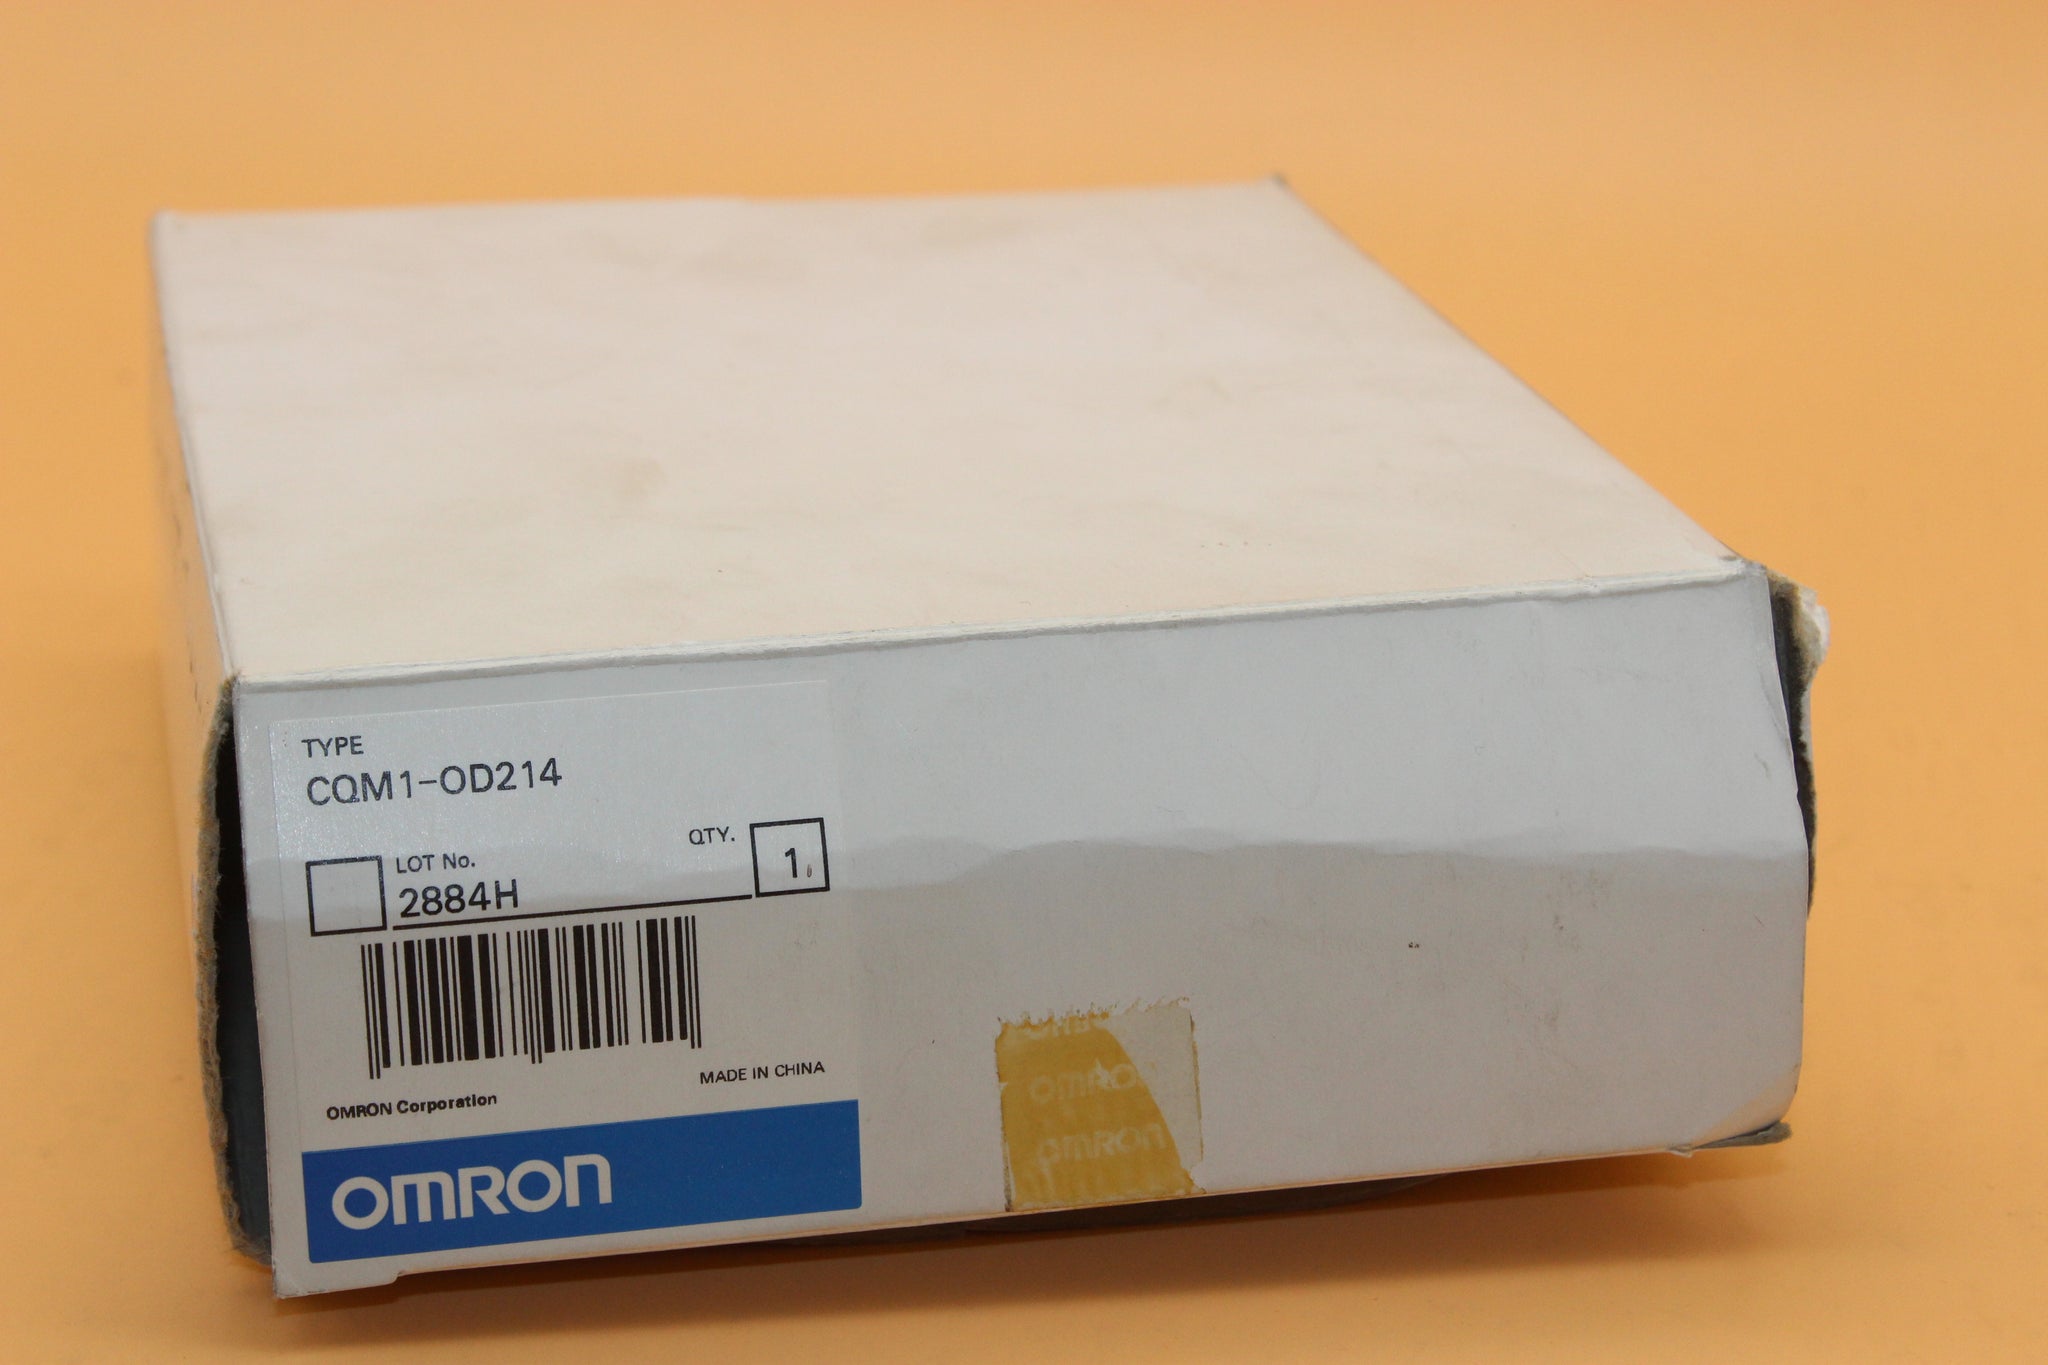 TYPE
CQM1-OD214
QTY.
1
LOT No.
2884H
MADE IN CHINA
OMRON Corporation
OMRON
OMRON
OMRON